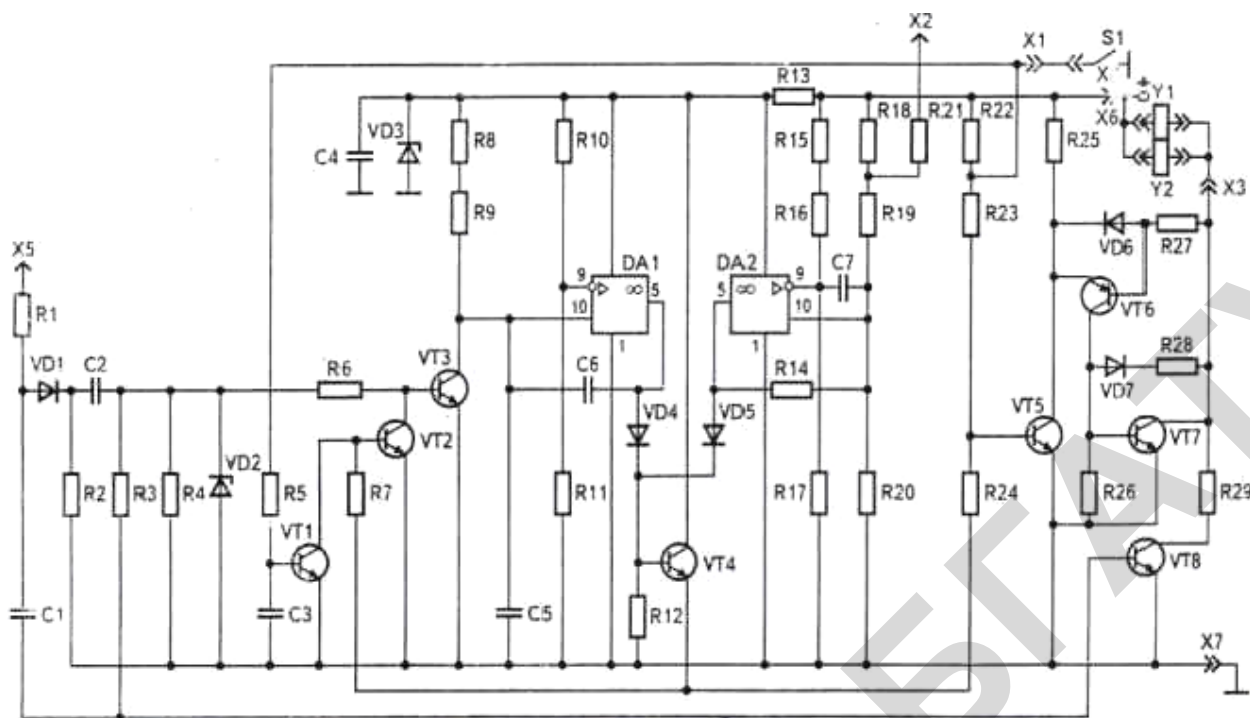 X2
X1 S1
R13
X
VD3
C4
R8
R10
R15
R18
R21
R22
R25
X6
Y1
Y2
X3
R9
R16
R19
R23
VD6
R27
X5
DA1
DA2
9
∞
5
10
1
5
∞
9
10
1
C7
VT6
R1
VD1
C2
R6
VT3
C6
R14
VD7
R28
VD4
VD5
VT2
VT5
VT7
R2
R3
R4
VD2
R5
R7
R11
R17
R20
R24
R26
R29
VT1
VT4
VT8
C1
C3
C5
R12
X7
БГАТУ